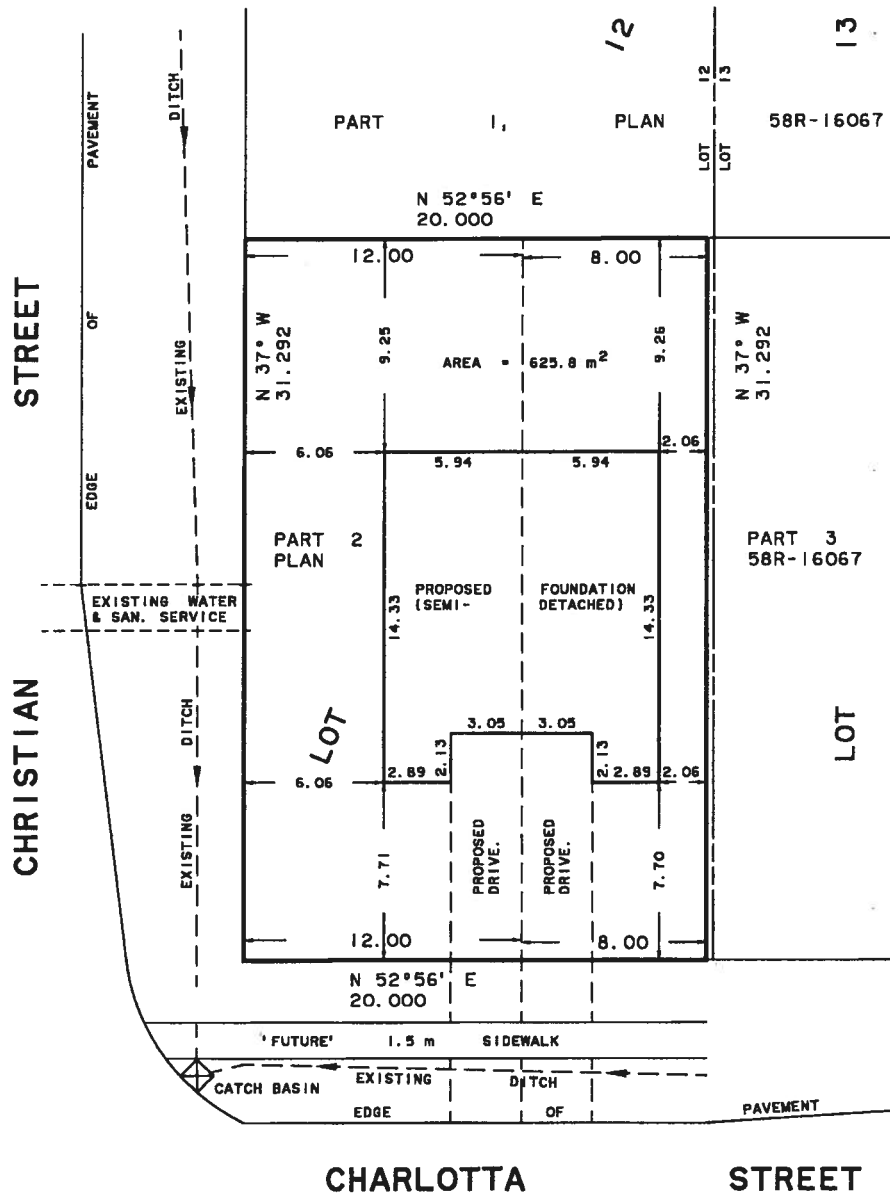 12
13
PAVEMENT
DITCH
12
13
PART 1, PLAN
58R-16067
LOT
LOT
N 52°56' E
20.000
12.00
8.00
STREET
OF
EXISTING
N 37° W
31.292
9.25
AREA = 625.8 m²
9.26
N 37° W
31.292
6.06
2.06
5.94
5.94
EDGE
PART 2
PLAN
PART 3
58R-16067
EXISTING WATER
& SAN. SERVICE
PROPOSED FOUNDATION
(SEMI- DETACHED)
14.33
14.33
CHRISTIAN
DITCH
LOT
LOT
3.05
3.05
2.13
2.13
6.06
2.89
2.89
2.06
EXISTING
7.71
PROPOSED
DRIVE.
PROPOSED
DRIVE.
7.70
12.00
8.00
N 52°56' E
20.000
'FUTURE' 1.5 m SIDEWALK
CATCH BASIN
EXISTING DITCH
EDGE OF PAVEMENT
CHARLOTTA STREET